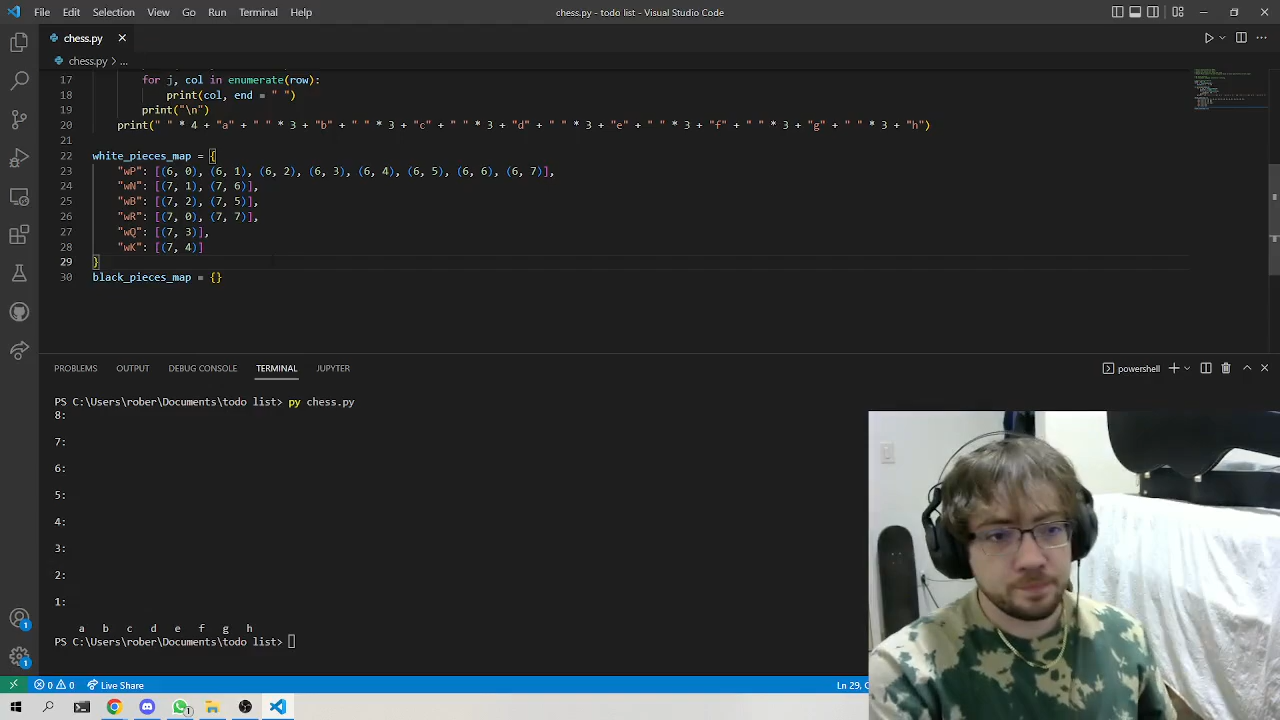 File Edit Selection View Go Run Terminal Help
chess.py - todo list - Visual Studio Code
chess.py
chess.py > ...
17 for j, col in enumerate(row):
18 print(col, end = " ")
19 print("\n")
20 print(" " * 4 + "a" + " " * 3 + "b" + " " * 3 + "c" + " " * 3 + "d" + " " * 3 + "e" + " " * 3 + "f" + " " * 3 + "g" + " " * 3 + "h")
21
22 white_pieces_map = {
23 "wP": [(6, 0), (6, 1), (6, 2), (6, 3), (6, 4), (6, 5), (6, 6), (6, 7)],
24 "wN": [(7, 1), (7, 6)],
25 "wB": [(7, 2), (7, 5)],
26 "wR": [(7, 0), (7, 7)],
27 "wQ": [(7, 3)],
28 "wK": [(7, 4)]
29 }
30 black_pieces_map = {}
PROBLEMS OUTPUT DEBUG CONSOLE TERMINAL JUPYTER
powershell
PS C:\Users\rober\Documents\todo list> py chess.py
8:
7:
6:
5:
4:
3:
2:
1:
a b c d e f g h
PS C:\Users\rober\Documents\todo list>
0 0 Live Share
Ln 29,